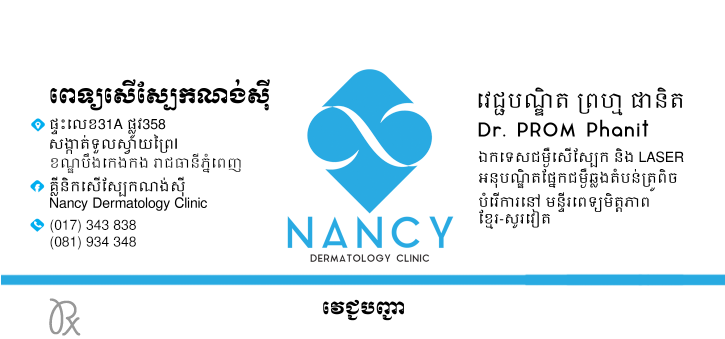 ពេទ្យសើស្បែកណង់ស៊ី
ផ្ទះលេខ31A ផ្លូវ358
សង្កាត់ទួលស្វាយព្រៃI
ខណ្ឌបឹងកេងកង រាជធានីភ្នំពេញ
គ្លីនិកសើស្បែកណង់ស៊ី
Nancy Dermatology Clinic
(017) 343 838
(081) 934 348
NANCY
DERMATOLOGY CLINIC
វេជ្ជបណ្ឌិត ព្រហ្ម ផានិត
Dr. PROM Phanit
ឯកទេសជម្ងឺសើស្បែក និង LASER
អនុបណ្ឌិតផ្នែកជម្ងឺឆ្លងតំបន់ត្រូពិច
បំរើការនៅ មន្ទីរពេទ្យមិត្តភាព
ខ្មែរ-សូរវៀត
វេជ្ជបញ្ជា
Rx